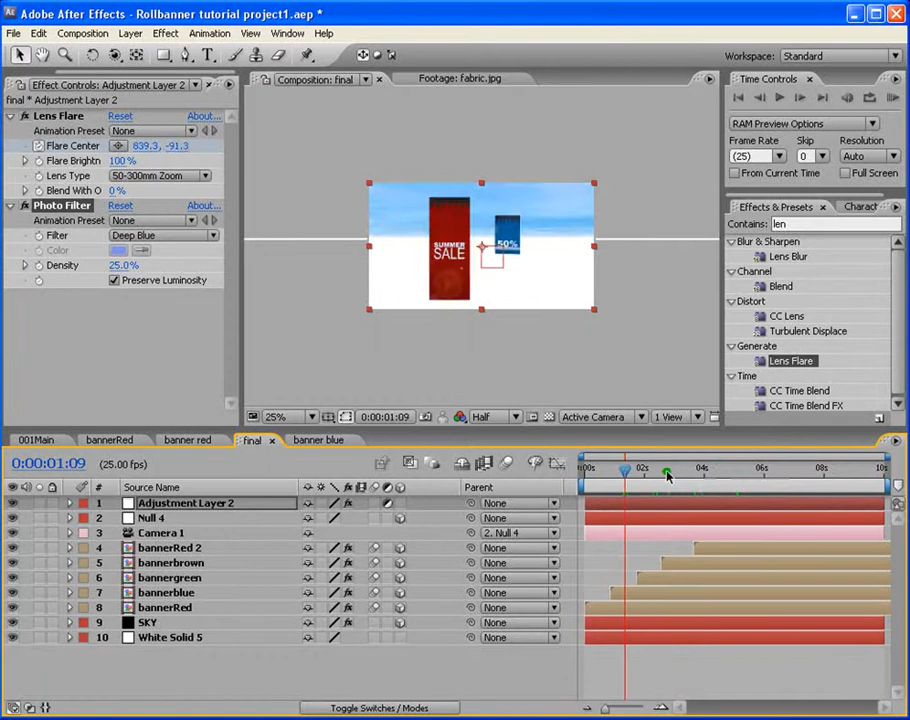 Adobe After Effects - Rollbanner tutorial project1.aep *
File Edit Composition Layer Effect Animation View Window Help
Workspace: Standard
Effect Controls: Adjustment Layer 2
final * Adjustment Layer 2
Lens Flare Reset About...
Animation Preset None
Flare Center 839.3, -91.3
Flare Brightn 100 %
Lens Type 50-300mm Zoom
Blend With O 0 %
Photo Filter Reset About...
Animation Preset None
Filter Deep Blue
Color
Density 25.0%
Preserve Luminosity
Composition: final
Footage: fabric.jpg
SUMMER
SALE
50%
25% 0:00:01:09 Half Active Camera 1 View
Time Controls
RAM Preview Options
Frame Rate Skip Resolution
(25) 0 Auto
From Current Time Full Screen
Effects & Presets Charact
Contains: len
Blur & Sharpen
Lens Blur
Channel
Blend
Distort
CC Lens
Turbulent Displace
Generate
Lens Flare
Time
CC Time Blend
CC Time Blend FX
001Main bannerRed banner red final banner blue
0:00:01:09 (25.00 fps)
:00s 02s 04s 06s 08s 10s
# Source Name Parent
1 Adjustment Layer 2 None
2 Null 4 None
3 Camera 1 2. Null 4
4 bannerRed 2 None
5 bannerbrown None
6 bannergreen None
7 bannerblue None
8 bannerRed None
9 SKY None
10 White Solid 5 None
Toggle Switches / Modes